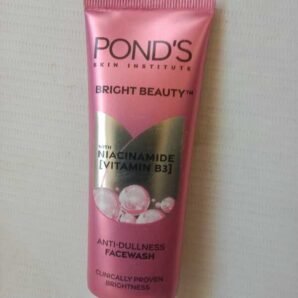 POND'S
SKIN INSTITUTE
BRIGHT BEAUTY™
WITH
NIACINAMIDE
[VITAMIN B3]
ANTI-DULLNESS
FACEWASH
CLINICALLY PROVEN
BRIGHTNESS